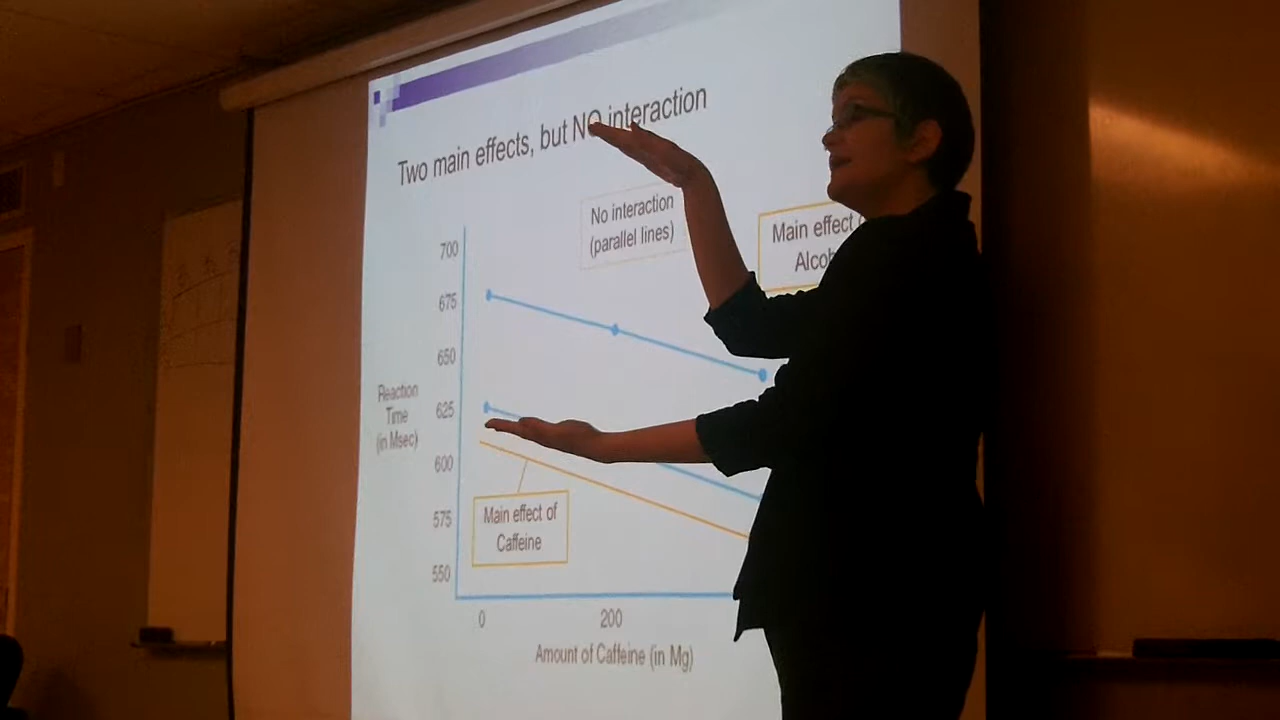 Two main effects, but NO interaction
No interaction
(parallel lines)
Main effect
Reaction
Time
(in Msec)
700
675
650
625
600
575
550
Main effect of
Caffeine
0
200
Amount of Caffeine (in Mg)